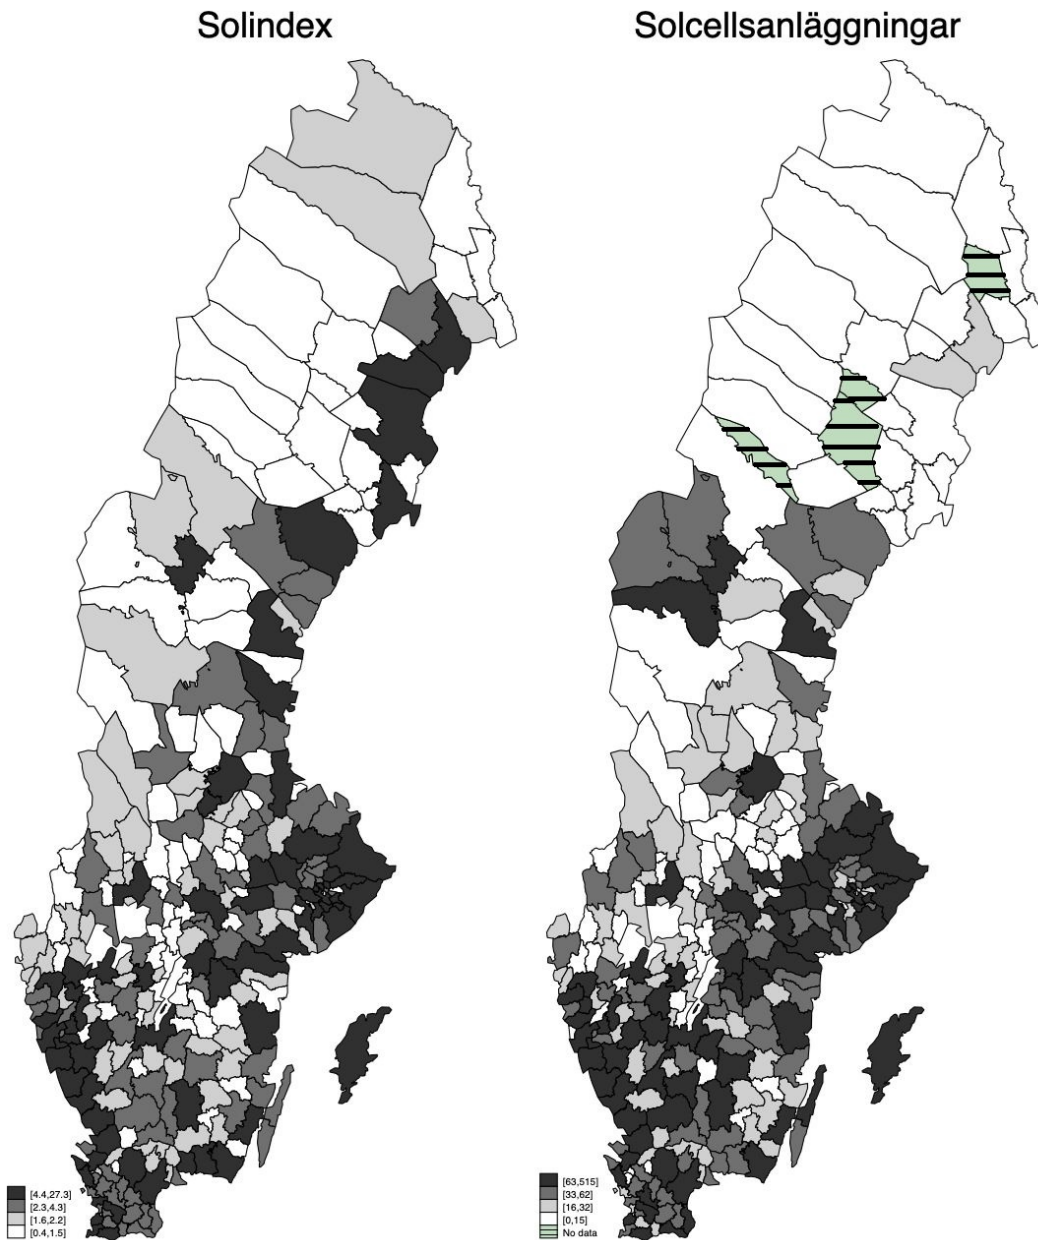 Solindex
Solcellsanläggningar
[4.4,27.3]
[2.3,4.3]
[1.6,2.2]
[0.4,1.5]
[63,515]
[33,62]
[16,32]
[0,15]
No data